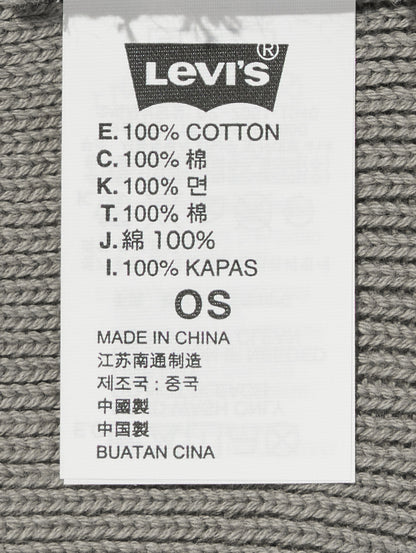 Levi's®
E. 100% COTTON
C. 100% 棉
K. 100% 면
T. 100% 棉
J. 綿 100%
I. 100% KAPAS
OS
MADE IN CHINA
江苏南通制造
제조국 : 중국
中國製
中国製
BUATAN CINA